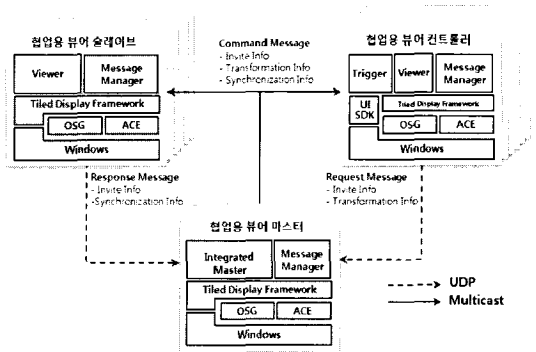 협업용 뷰어 슬레이브
Viewer
Message Manager
Tiled Display Framework
OSG
ACE
Windows
Command Message
- Invite Info
- Transformation Info
- Synchronization Info
협업용 뷰어 컨트롤러
Trigger
Viewer
Message Manager
UI SDK
Tiled Display Framework
OSG
ACE
Windows
Response Message
- Invite Info
-Synchronization Info
Request Message
- Invite Info
- Transformation Info
협업용 뷰어 마스터
Integrated Master
Message Manager
Tiled Display Framework
OSG
ACE
Windows
UDP
Multicast